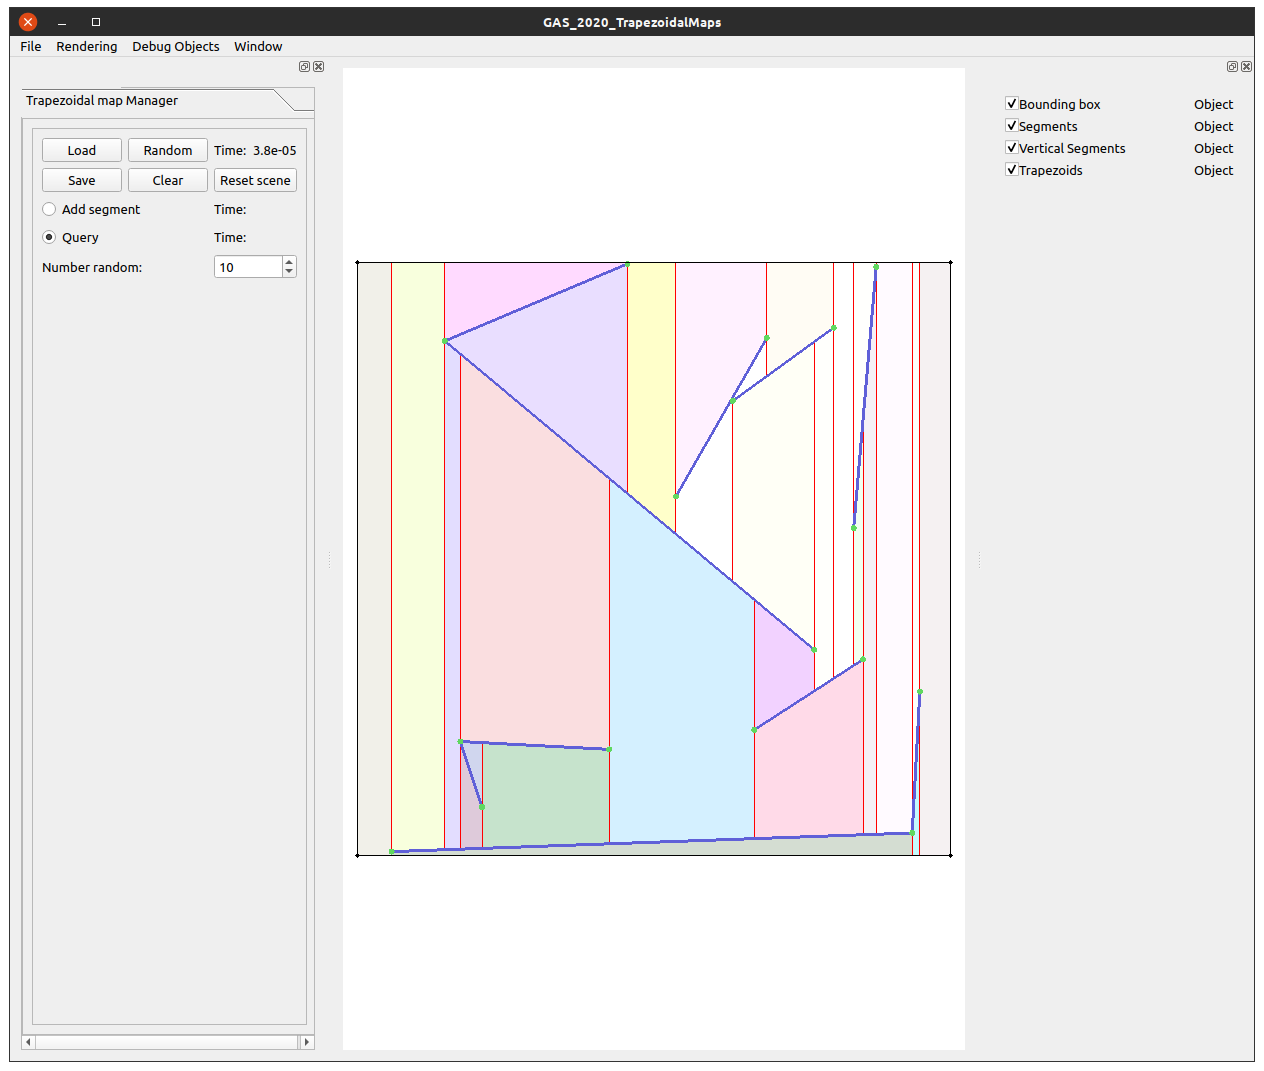 GAS_2020_TrapezoidalMaps
File Rendering Debug Objects Window
Trapezoidal map Manager
Load Random Time: 3.8e-05
Save Clear Reset scene
Add segment Time:
Query Time:
Number random: 10
Bounding box Object
Segments Object
Vertical Segments Object
Trapezoids Object